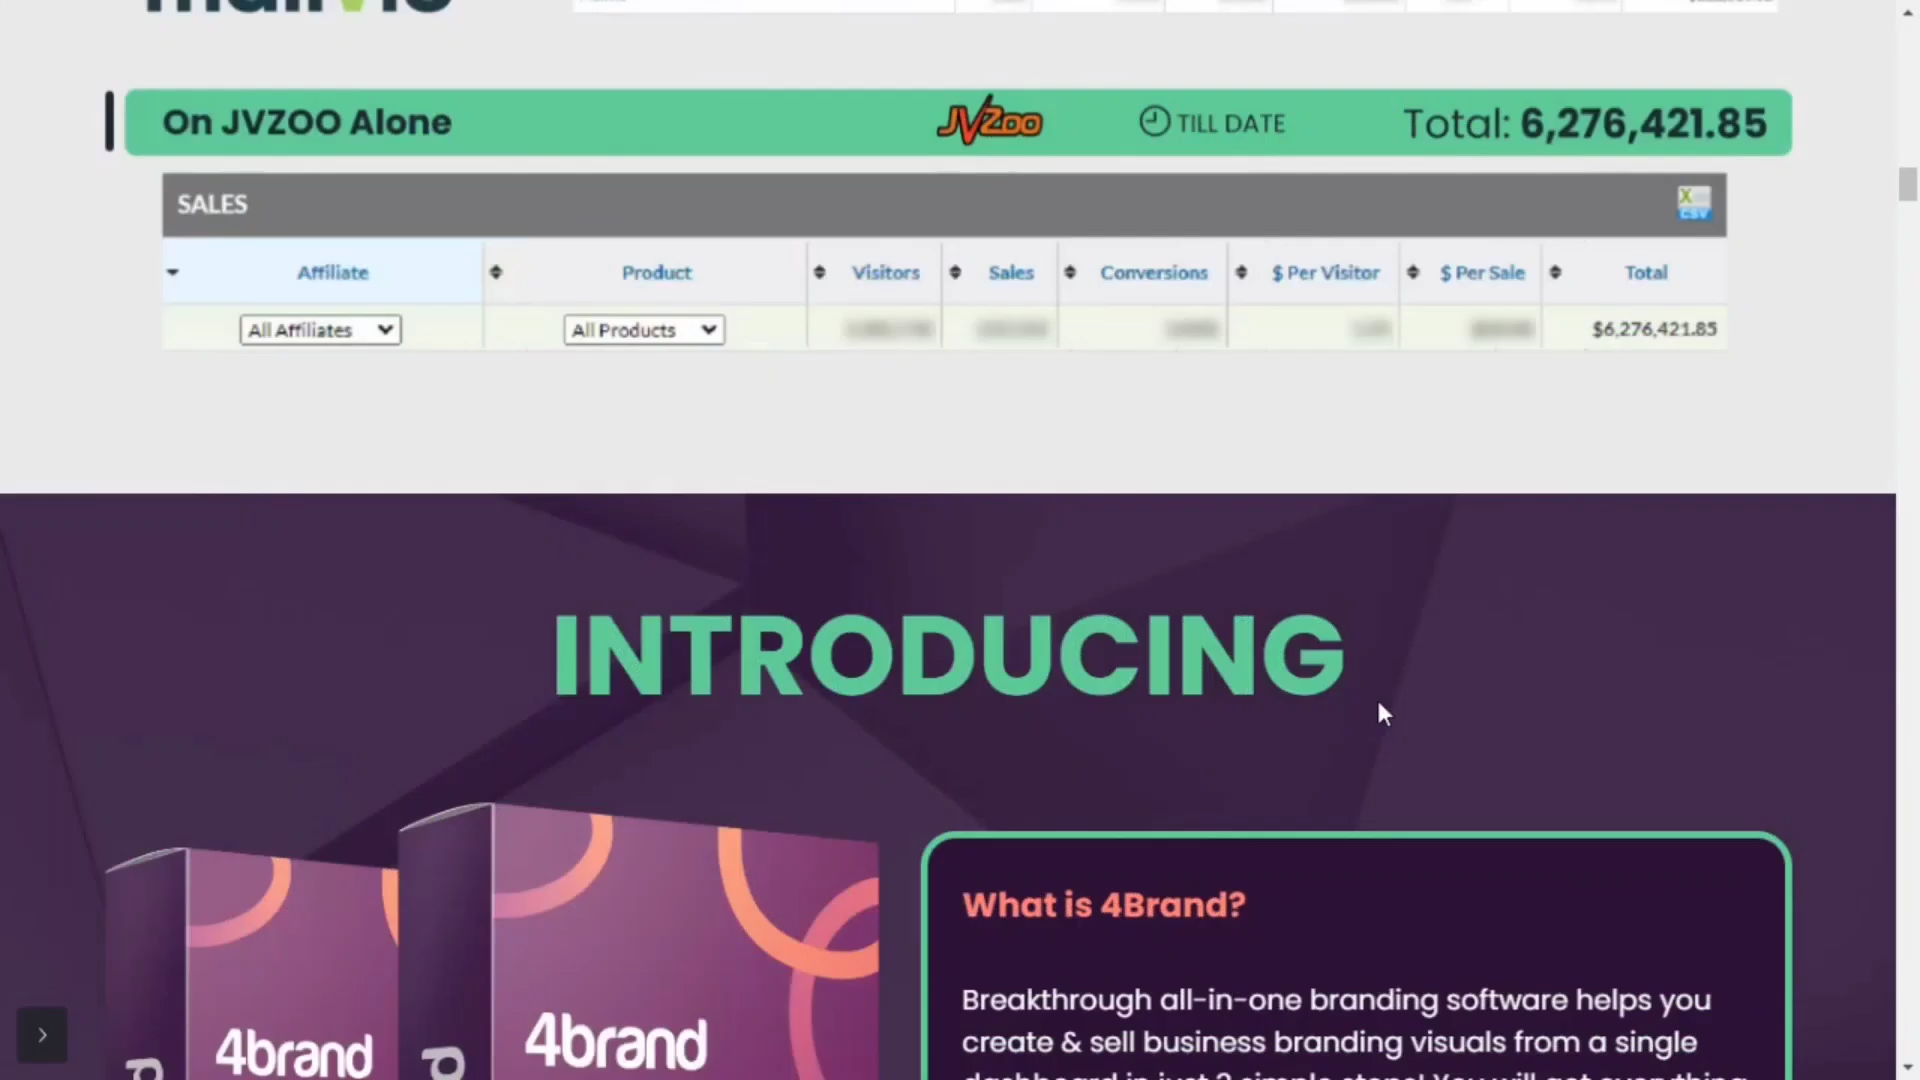 On JVZOO Alone
JVZoo
TILL DATE
Total: 6,276,421.85
SALES
CSV
Affiliate Product Visitors Sales Conversions $ Per Visitor $ Per Sale Total
All Affiliates All Products $6,276,421.85
INTRODUCING
What is 4Brand?
Breakthrough all-in-one branding software helps you
create & sell business branding visuals from a single
4brand
4brand